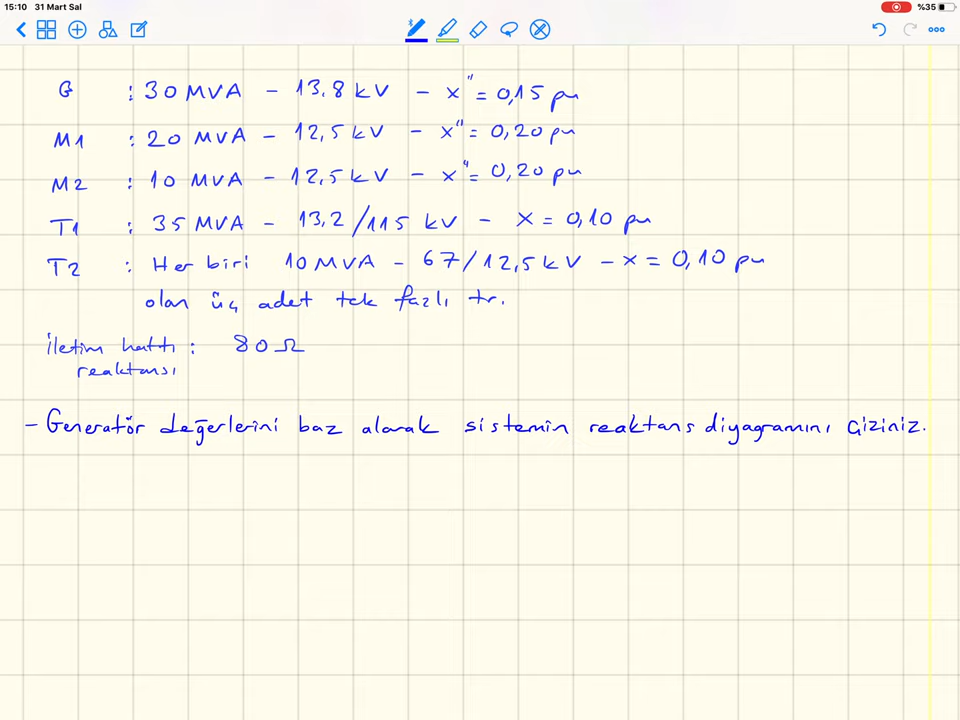 15:10 31 Mart Sal %35
G : 30 MVA - 13.8 kV - x" = 0,15 pu
M1 : 20 MVA - 12,5 kV - x" = 0,20 pu
M2 : 10 MVA - 12,5 kV - x" = 0,20 pu
T1 : 35 MVA - 13,2/115 kV - x = 0,10 pu
T2 : Her biri 10 MVA - 67/12,5 kV - x = 0,10 pu
olan üç adet tek fazlı tr.
İletim hattı : 80 Ω
reaktansı
- Generatör değerlerini baz alarak sistemin reaktans diyagramını çiziniz.